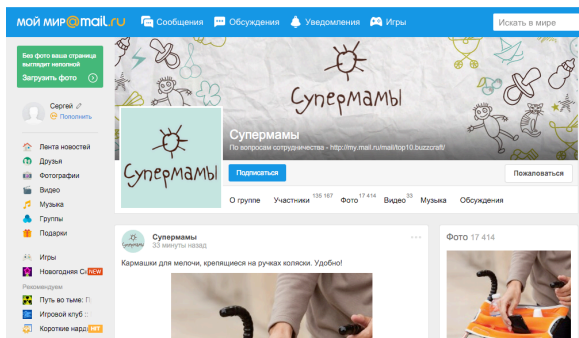 мой мир@mail.ru
Сообщения
Обсуждения
Уведомления
Игры
Искать в мире
Без фото ваша страница
выглядит неполной
Загрузить фото
Сергей
Пополнить
Лента новостей
Друзья
Фотографии
Видео
Музыка
Группы
Подарки
Игры
Новогодняя Ск NEW
Рекомендуем
Путь во тьме: П
Игровой клуб ::
Короткие нард ХИТ
Супермамы
Супермамы
Супермамы
По вопросам сотрудничества - http://my.mail.ru/mail/top10.buzzcraft/
Подписаться
Пожаловаться
О группе Участники 135 167 Фото 17 414 Видео 33 Музыка Обсуждения
Супермамы
Супермамы
33 минуты назад
Кармашки для мелочи, крепящиеся на ручках коляски. Удобно!
Фото 17 414